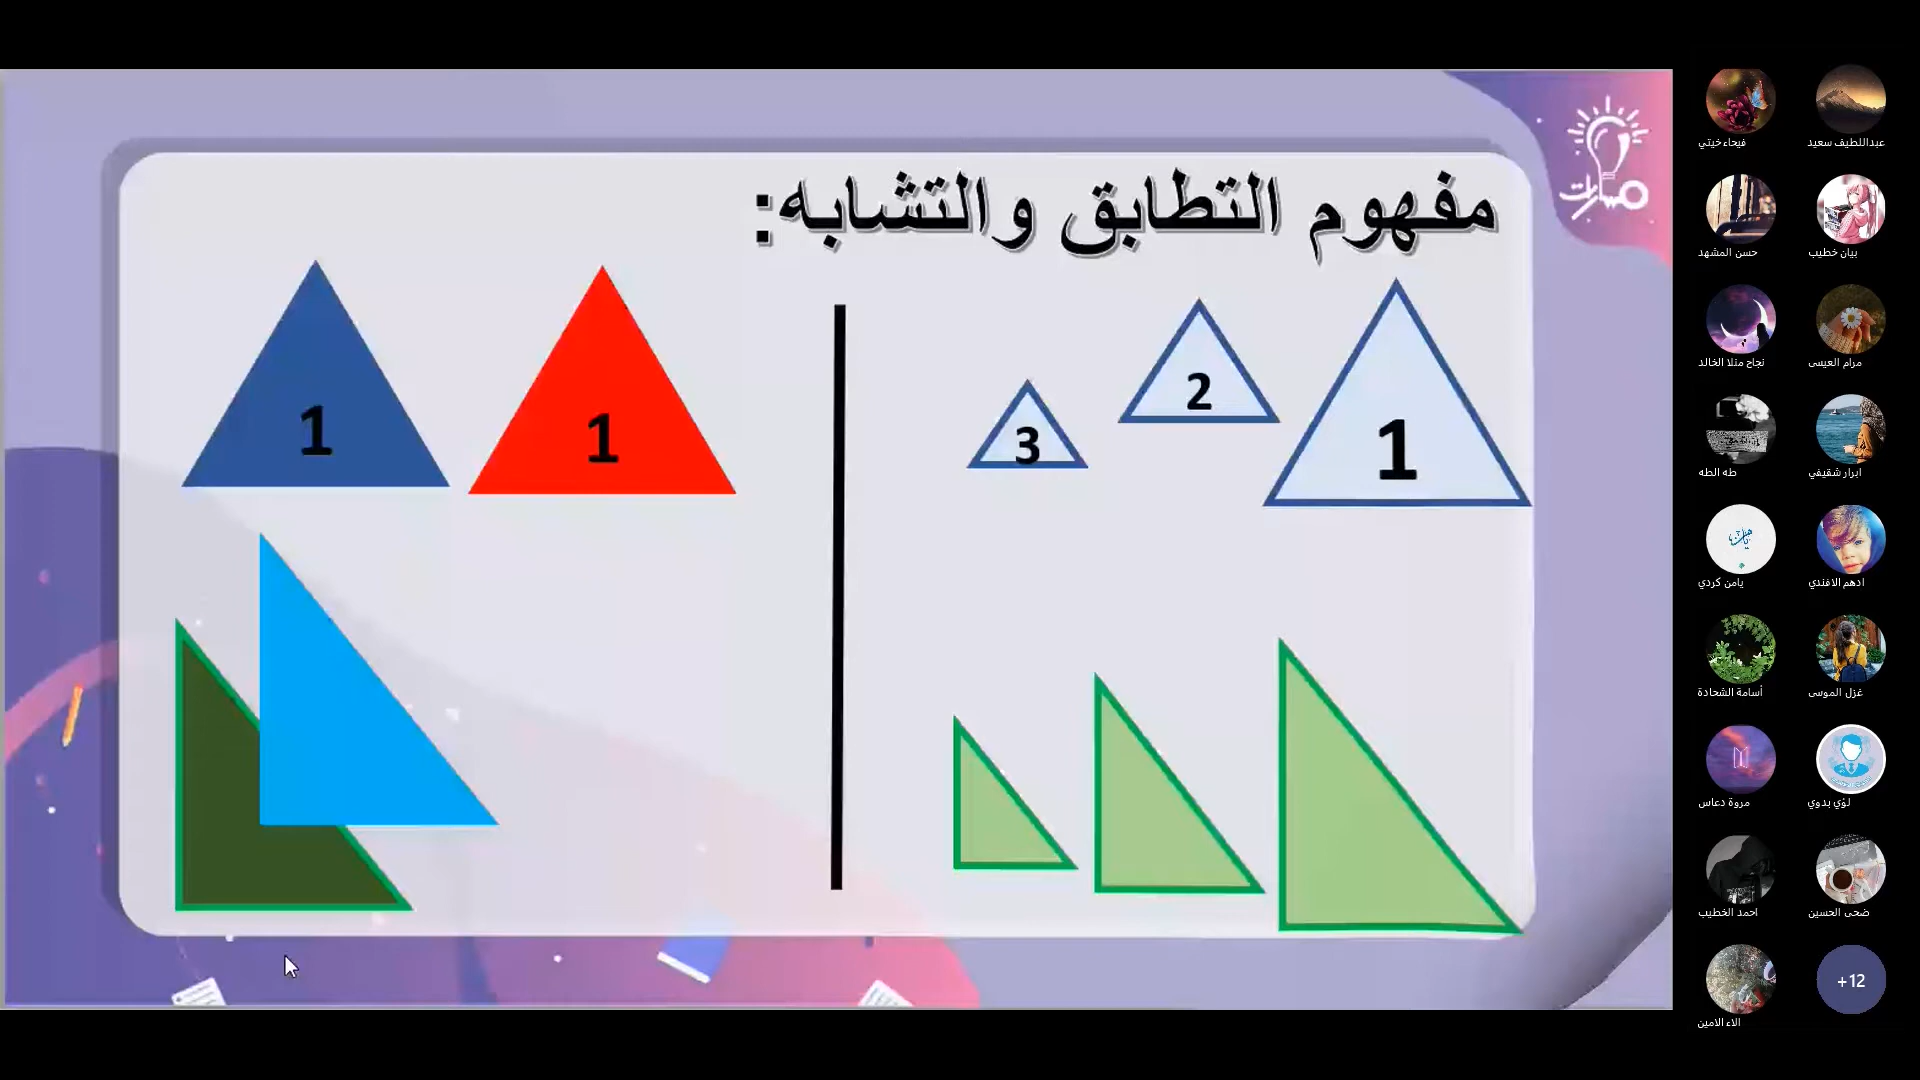 مسارات
مفهوم التطابق والتشابه:
1
1
3
2
1
فيحاء خيتي
عبداللطيف سعيد
حسن المشهد
بيان خطيب
نجاح متلا الخالد
مرام العيسى
طه الطه
ابرار شقيفي
يامن كردي
ادهم الافندي
أسامة الشحادة
غزل الموسى
مروة دعاس
لؤي بدوي
احمد الخطيب
ضحى الحسين
الاء الامين
+12